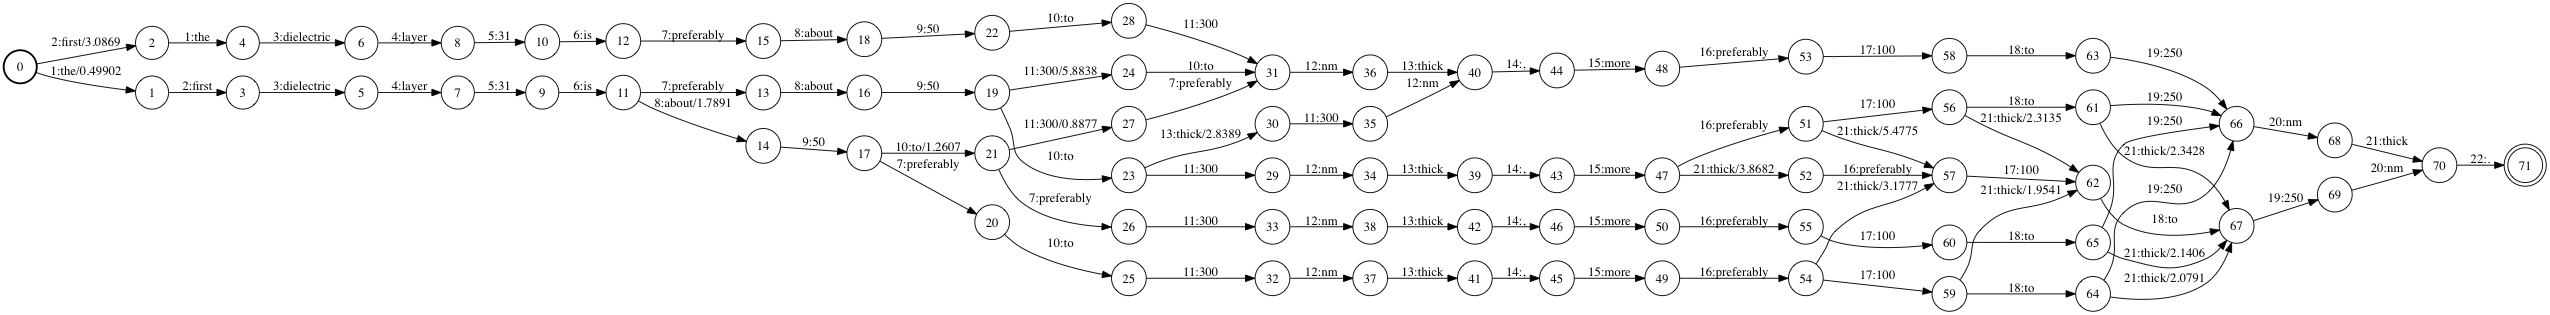 0 2:first/3.0869 2 1:the 4 3:dielectric 6 4:layer 8 5:31 10 6:is 12 7:preferably 15 8:about 18 9:50 22 10:to 28 11:300
1:the/0.49902 1 2:first 3 3:dielectric 5 4:layer 7 5:31 9 6:is 11 7:preferably 13 8:about 16 9:50 19 11:300/5.8838 24 10:to 31 12:nm 36 13:thick 40 14:, 44 15:more 48 16:preferably 53 17:100 58 18:to 63 19:250
8:about/1.7891 14 9:50 17 10:to/1.2607 21 11:300/0.8877 27 7:preferably
10:to 23 13:thick/2.8389 30 11:300 35 12:nm
11:300 29 12:nm 34 13:thick 39 14:, 43 15:more 47 16:preferably 51 17:100 56 18:to 61 19:250 66 20:nm 68 21:thick 70 22:. 71
21:thick/3.8682 52 16:preferably 57 17:100 62 18:to 67 19:250 69 20:nm
21:thick/5.4775 21:thick/2.3135 21:thick/2.3428
7:preferably 20 10:to 25 11:300 32 12:nm 37 13:thick 41 14:, 45 15:more 49 16:preferably 54 17:100 59 18:to 64 19:250
21:thick/3.1777 21:thick/1.9541 21:thick/2.0791
7:preferably 26 11:300 33 12:nm 38 13:thick 42 14:, 46 15:more 50 16:preferably 55 17:100 60 18:to 65 19:250
21:thick/2.1406